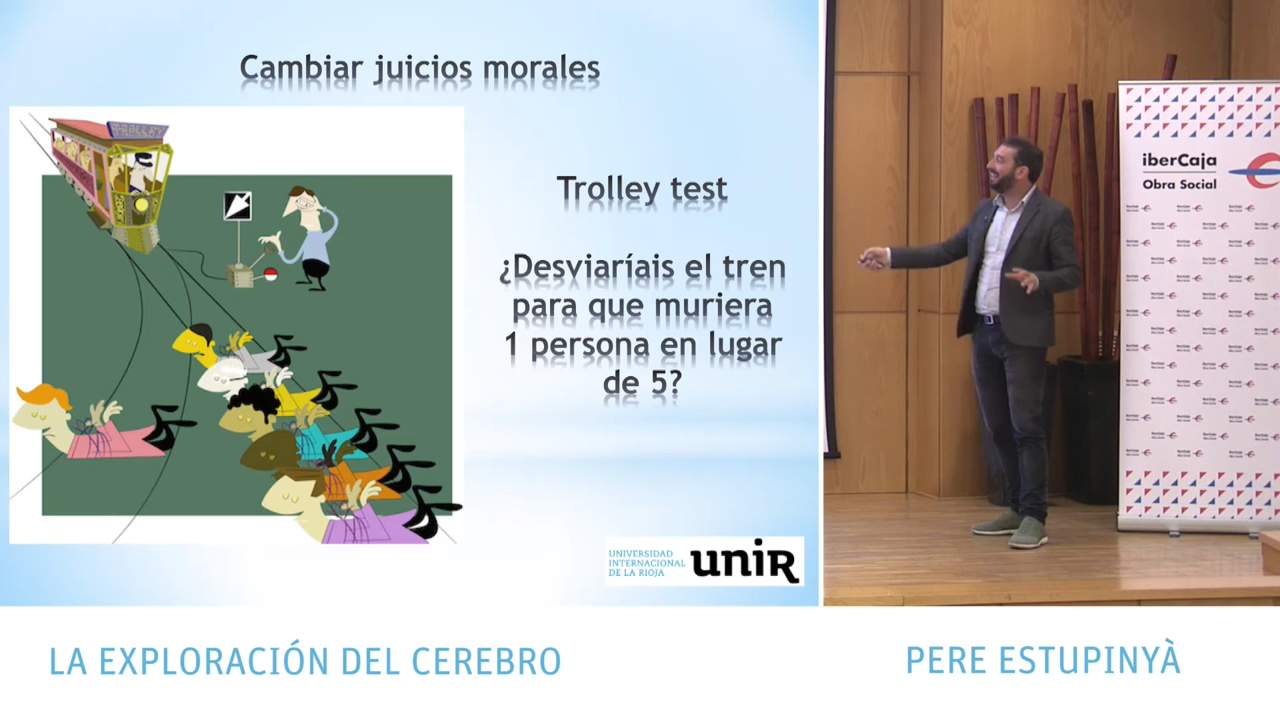 Cambiar juicios morales
Trolley test
¿Desviaríais el tren
para que muriera
1 persona en lugar
de 5?
UNIVERSIDAD
INTERNACIONAL
DE LA RIOJA
unir
iberCaja
Obra Social
LA EXPLORACIÓN DEL CEREBRO
PERE ESTUPINYÀ